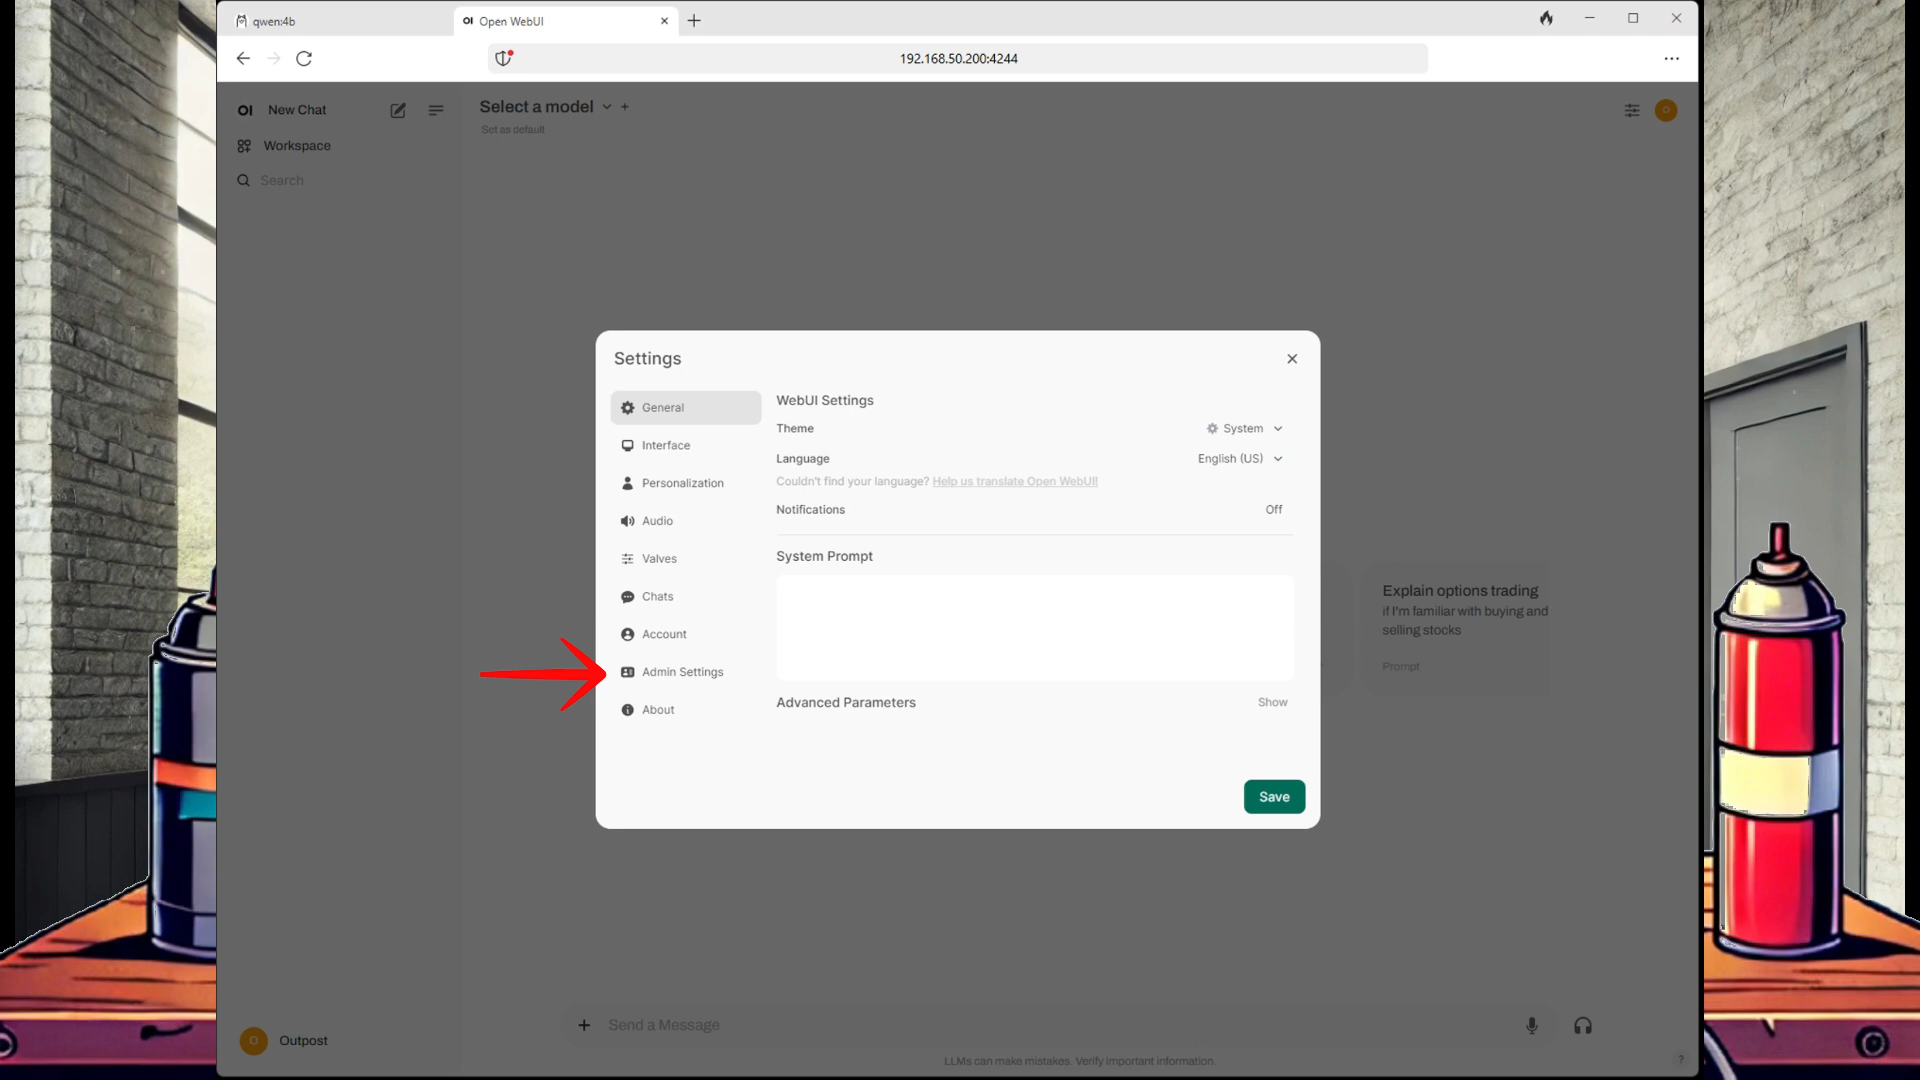 qwen:4b
OI Open WebUI
192.168.50.200:4244
OI New Chat
Workspace
Search
Select a model
Set as default
O
Settings
General
Interface
Personalization
Audio
Valves
Chats
Account
Admin Settings
About
WebUI Settings
Theme
System
Language
English (US)
Couldn't find your language? Help us translate Open WebUI!
Notifications
Off
System Prompt
Advanced Parameters
Show
Save
Explain options trading
if I'm familiar with buying and
selling stocks
Prompt
O Outpost
Send a Message
LLMs can make mistakes. Verify important information.
?